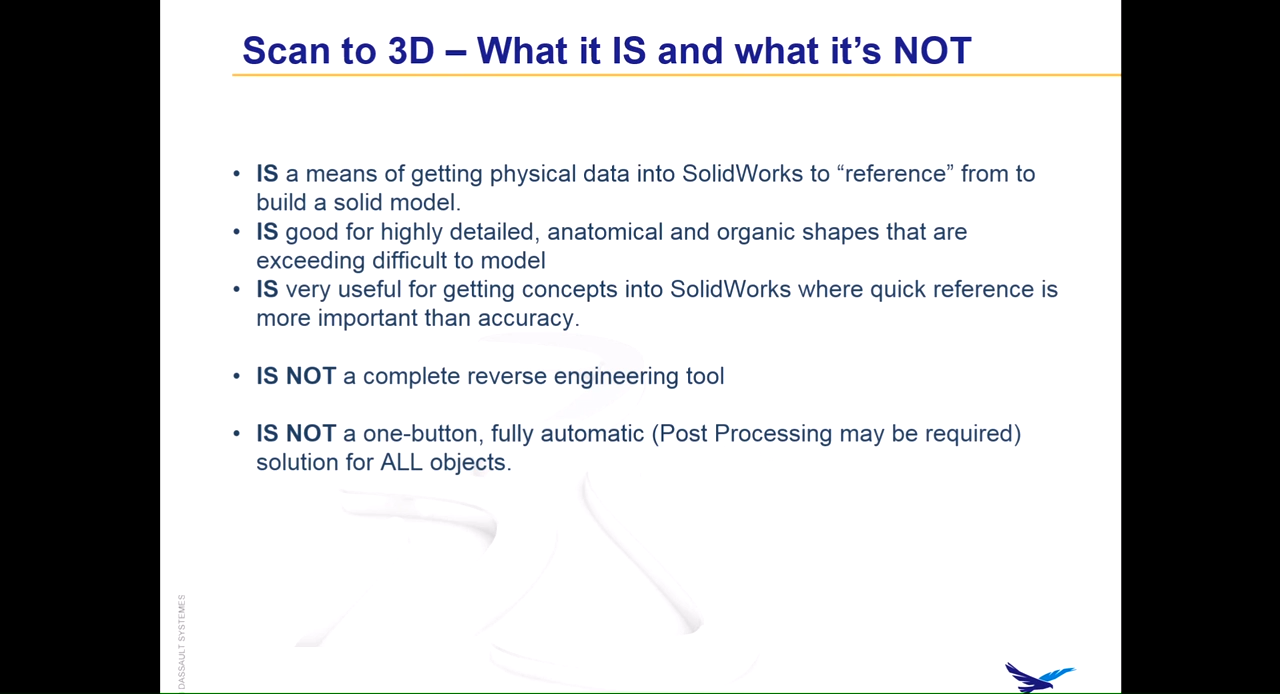 Scan to 3D – What it IS and what it's NOT
• IS a means of getting physical data into SolidWorks to “reference” from to
build a solid model.
• IS good for highly detailed, anatomical and organic shapes that are
exceeding difficult to model
• IS very useful for getting concepts into SolidWorks where quick reference is
more important than accuracy.
• IS NOT a complete reverse engineering tool
• IS NOT a one-button, fully automatic (Post Processing may be required)
solution for ALL objects.
DASSAULT SYSTEMES